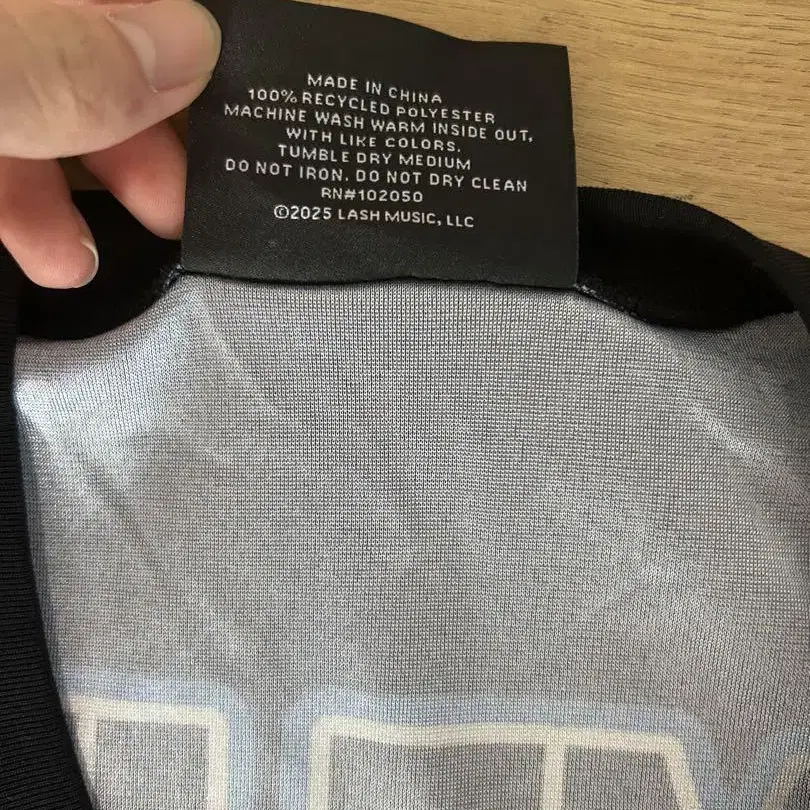 MADE IN CHINA
100% RECYCLED POLYESTER
MACHINE WASH WARM INSIDE OUT,
WITH LIKE COLORS.
TUMBLE DRY MEDIUM
DO NOT IRON. DO NOT DRY CLEAN
RN#102050
©2025 LASH MUSIC, LLC